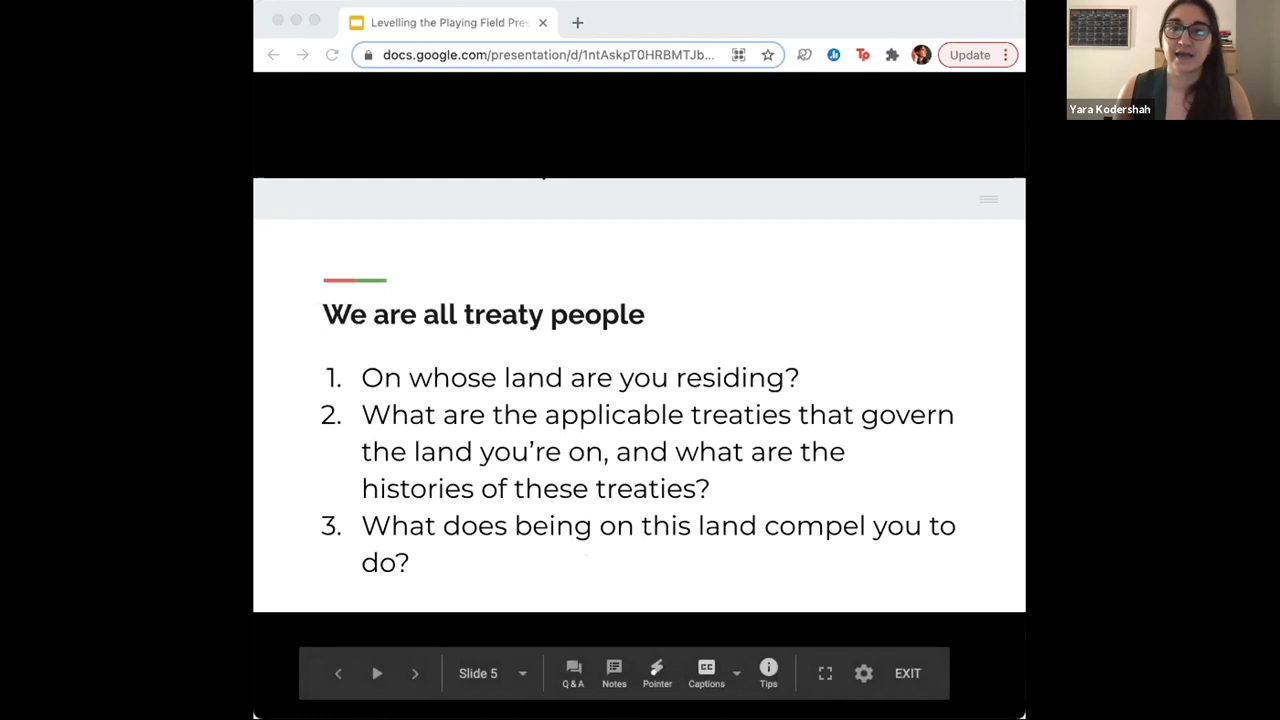 Levelling the Playing Field Pres
docs.google.com/presentation/d/1ntAskpT0HRBMTJb...
Tp
Update
Yara Kodershah
We are all treaty people
1. On whose land are you residing?
2. What are the applicable treaties that govern
the land you're on, and what are the
histories of these treaties?
3. What does being on this land compel you to
do?
Slide 5
Q & A
Notes
Pointer
CC
Captions
Tips
EXIT